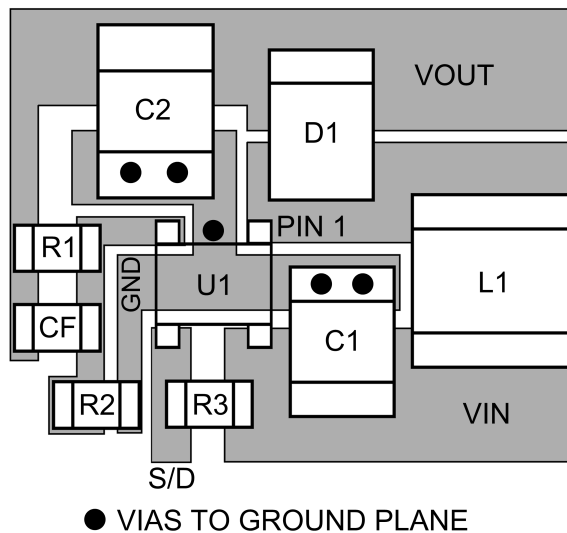 VOUT
C2
D1
PIN 1
R1
GND
U1
L1
CF
C1
R2
R3
VIN
S/D
VIAS TO GROUND PLANE